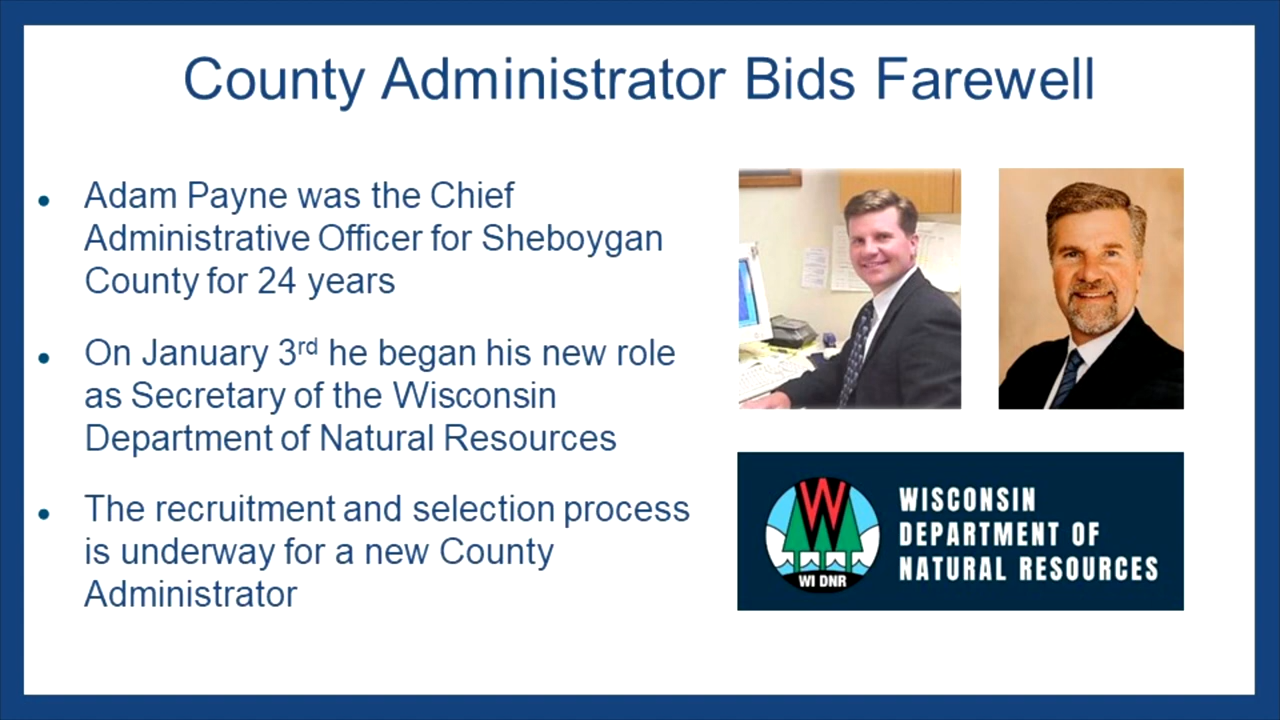 County Administrator Bids Farewell
• Adam Payne was the Chief
Administrative Officer for Sheboygan
County for 24 years
• On January 3rd he began his new role
as Secretary of the Wisconsin
Department of Natural Resources
• The recruitment and selection process
is underway for a new County
Administrator
W
WI DNR
WISCONSIN
DEPARTMENT OF
NATURAL RESOURCES